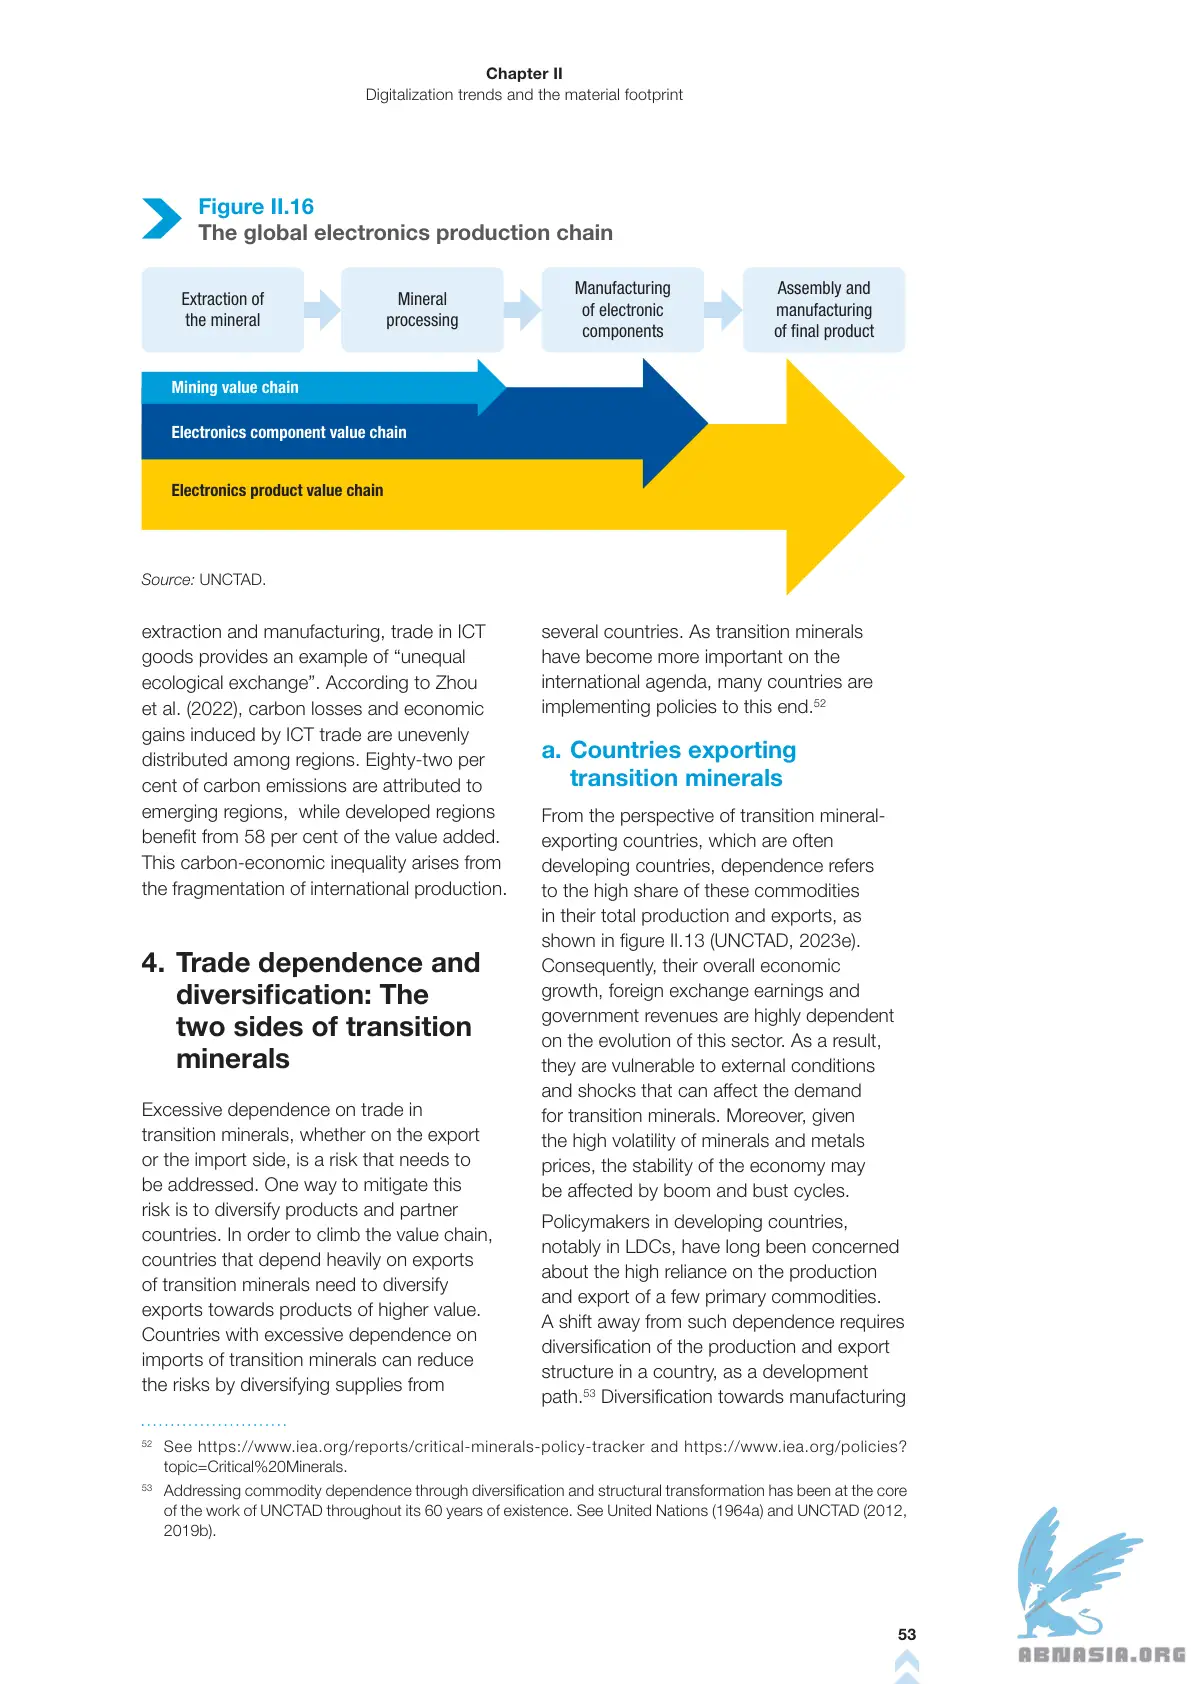 Chapter II
Digitalization trends and the material footprint
Figure II.16
The global electronics production chain
Extraction of
the mineral
Mineral
processing
Manufacturing
of electronic
components
Assembly and
manufacturing
of final product
Mining value chain
Electronics component value chain
Electronics product value chain
Source: UNCTAD.
extraction and manufacturing, trade in ICT
goods provides an example of “unequal
ecological exchange”. According to Zhou
et al. (2022), carbon losses and economic
gains induced by ICT trade are unevenly
distributed among regions. Eighty-two per
cent of carbon emissions are attributed to
emerging regions,  while developed regions
benefit from 58 per cent of the value added.
This carbon-economic inequality arises from
the fragmentation of international production.
4. Trade dependence and
diversification: The
two sides of transition
minerals
Excessive dependence on trade in
transition minerals, whether on the export
or the import side, is a risk that needs to
be addressed. One way to mitigate this
risk is to diversify products and partner
countries. In order to climb the value chain,
countries that depend heavily on exports
of transition minerals need to diversify
exports towards products of higher value.
Countries with excessive dependence on
imports of transition minerals can reduce
the risks by diversifying supplies from
several countries. As transition minerals
have become more important on the
international agenda, many countries are
implementing policies to this end.52
a. Countries exporting
transition minerals
From the perspective of transition mineral-
exporting countries, which are often
developing countries, dependence refers
to the high share of these commodities
in their total production and exports, as
shown in figure II.13 (UNCTAD, 2023e).
Consequently, their overall economic
growth, foreign exchange earnings and
government revenues are highly dependent
on the evolution of this sector. As a result,
they are vulnerable to external conditions
and shocks that can affect the demand
for transition minerals. Moreover, given
the high volatility of minerals and metals
prices, the stability of the economy may
be affected by boom and bust cycles.
Policymakers in developing countries,
notably in LDCs, have long been concerned
about the high reliance on the production
and export of a few primary commodities.
A shift away from such dependence requires
diversification of the production and export
structure in a country, as a development
path.53 Diversification towards manufacturing
52 See https://www.iea.org/reports/critical-minerals-policy-tracker and https://www.iea.org/policies?
topic=Critical%20Minerals.
53 Addressing commodity dependence through diversification and structural transformation has been at the core
of the work of UNCTAD throughout its 60 years of existence. See United Nations (1964a) and UNCTAD (2012,
2019b).
53
ABNASIA.ORG